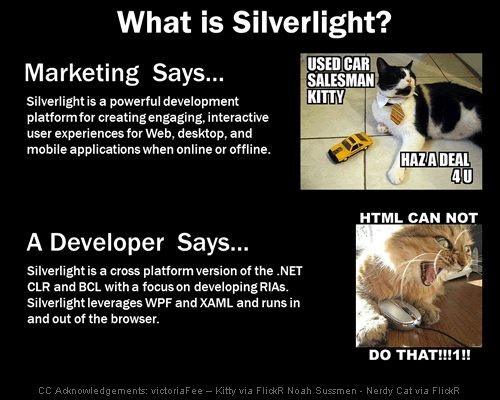 What is Silverlight?
Marketing Says...
Silverlight is a powerful development
platform for creating engaging, interactive
user experiences for Web, desktop, and
mobile applications when online or offline.
USED CAR
SALESMAN
KITTY
HAZ A DEAL
4 U
A Developer Says...
Silverlight is a cross platform version of the .NET
CLR and BCL with a focus on developing RIAs.
Silverlight leverages WPF and XAML and runs in
and out of the browser.
HTML CAN NOT
DO THAT!!!1!!
CC Acknowledgements: victoriaFee – Kitty via FlickR Noah Sussmen - Nerdy Cat via FlickR